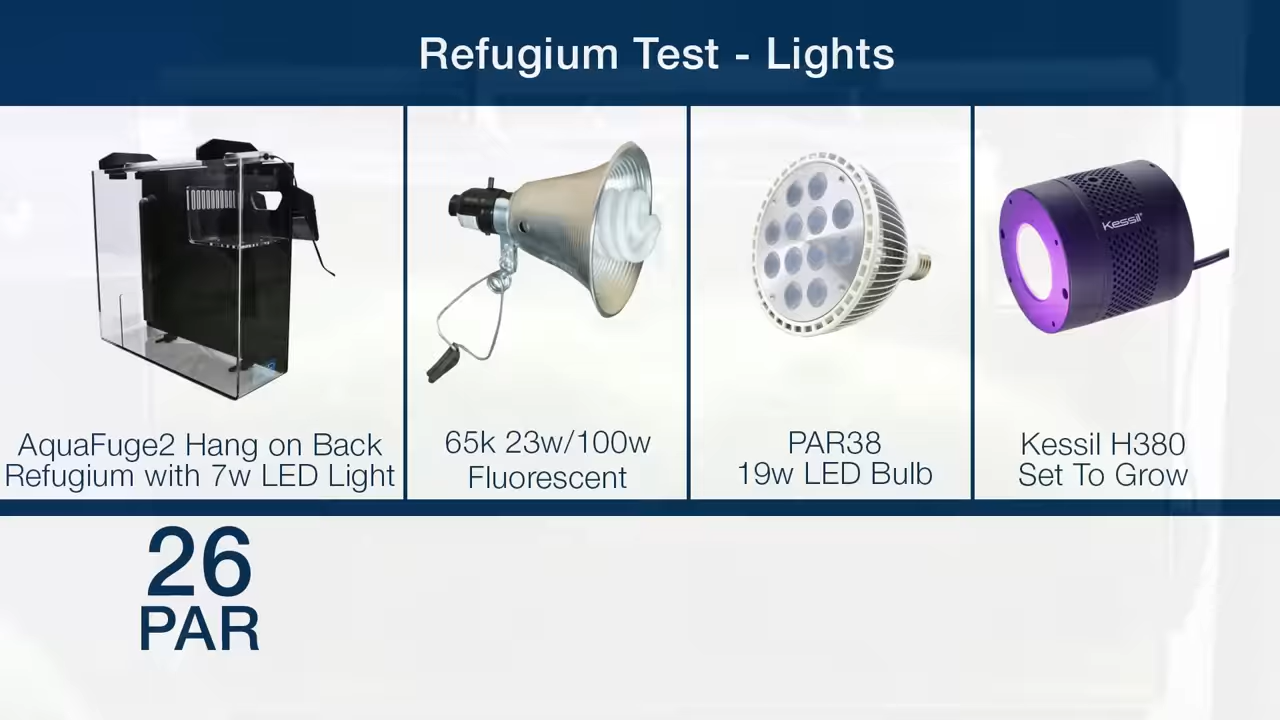 Refugium Test - Lights
Kessil
AquaFuge2 Hang on Back
Refugium with 7w LED Light
65k 23w/100w
Fluorescent
PAR38
19w LED Bulb
Kessil H380
Set To Grow
26
PAR